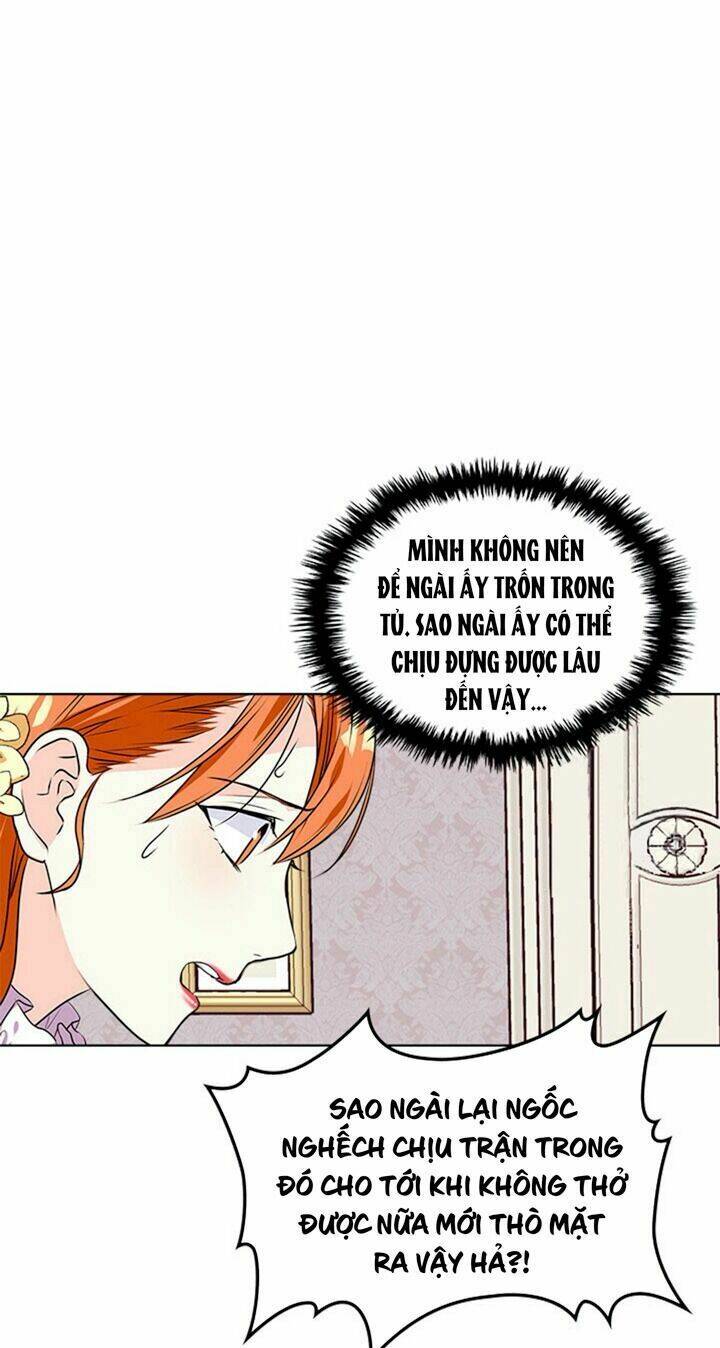 MÌNH KHÔNG NÊN
ĐỂ NGÀI ẤY TRỐN TRONG
TỦ. SAO NGÀI ẤY CÓ THỂ
CHỊU ĐỰNG ĐƯỢC LÂU
ĐẾN VẬY...
SAO NGÀI LẠI NGỐC
NGHẾCH CHỊU TRẬN TRONG
ĐÓ CHO TỚI KHI KHÔNG THỞ
ĐƯỢC NỮA MỚI THÒ MẶT
RA VẬY HẢ?!